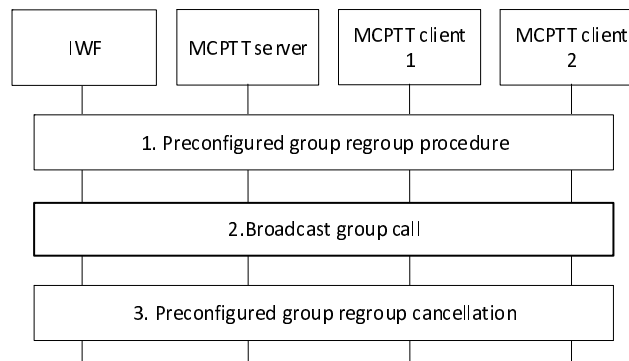 IWF
MCPTT server
MCPTT client
1
MCPTT client
2
1. Preconfigured group regroup procedure
2.Broadcast group call
3. Preconfigured group regroup cancellation